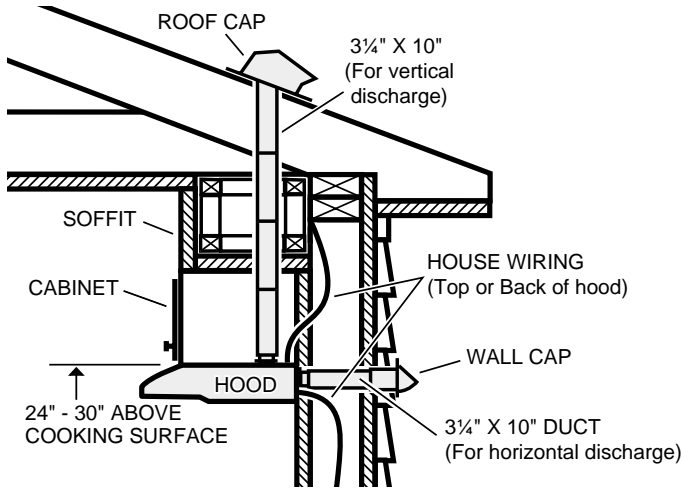 ROOF CAP
3¼" X 10"
(For vertical
discharge)
SOFFIT
CABINET
HOUSE WIRING
(Top or Back of hood)
WALL CAP
HOOD
24" - 30" ABOVE
COOKING SURFACE
3¼" X 10" DUCT
(For horizontal discharge)